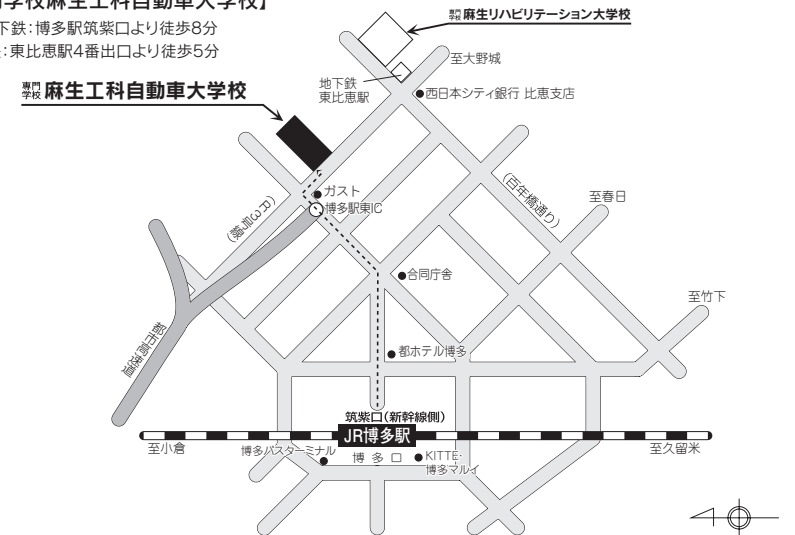 門学校麻生工科自動車大学校】
下鉄：博多駅筑紫口より徒歩8分
：東比恵駅4番出口より徒歩5分
専門学校 麻生リハビリテーション大学校
専門学校 麻生工科自動車大学校
地下鉄
東比恵駅
至大野城
西日本シティ銀行 比恵支店
ガスト
博多駅東IC
(R3号線)
(百年橋通り)
至春日
合同庁舎
至竹下
都市高速道
都ホテル博多
筑紫口(新幹線側)
JR博多駅
至小倉
至久留米
博多バスターミナル
博多口
KITTE・
博多マルイ